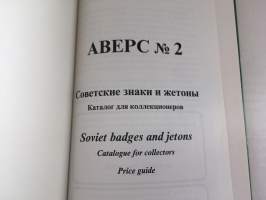 АВЕРС № 2
Советские знаки и жетоны
Каталог для коллекционеров
Soviet badges and jetons
Catalogue for collectors
Price guide